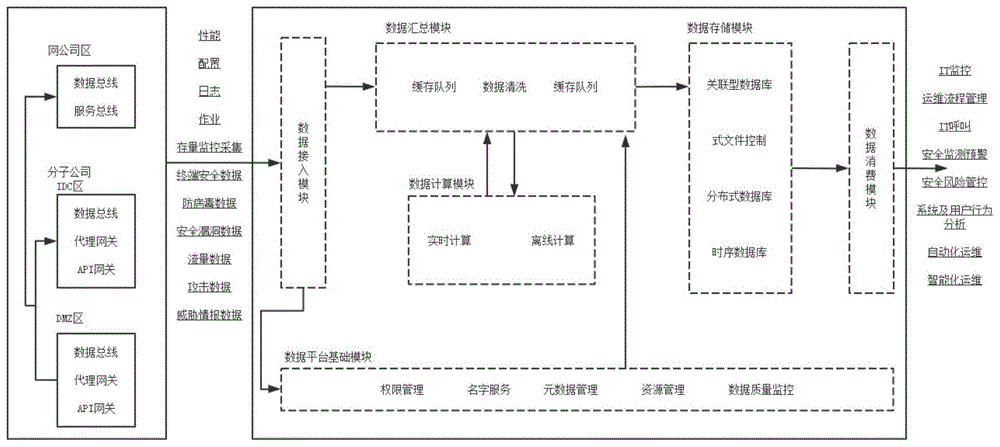 网公司区
数据总线
服务总线
分子公司
IDC区
数据总线
代理网关
API网关
DMZ区
数据总线
代理网关
API网关
性能
配置
日志
作业
存量监控采集
终端安全数据
防病毒数据
安全漏洞数据
流量数据
攻击数据
威胁情报数据
数据接入模块
数据汇总模块
缓存队列 数据清洗 缓存队列
数据计算模块
实时计算 离线计算
数据存储模块
关联型数据库
式文件控制
分布式数据库
时序数据库
数据消费模块
数据平台基础模块
权限管理 名字服务 元数据管理 资源管理 数据质量监控
IT监控
运维流程管理
IT呼叫
安全监测预警
安全风险管控
系统及用户行为
分析
自动化运维
智能化运维